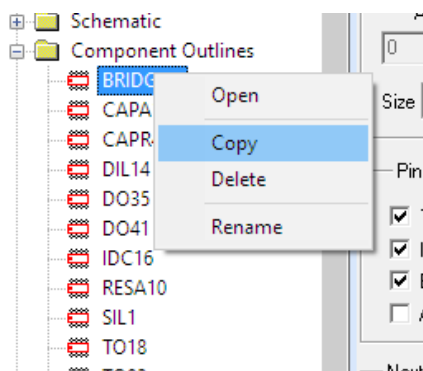 Schematic
Component Outlines
BRIDG
CAPA
CAPR
DIL14
DO35
DO41
IDC16
RESA10
SIL1
TO18
Open
Copy
Delete
Rename
0
Size
Pin